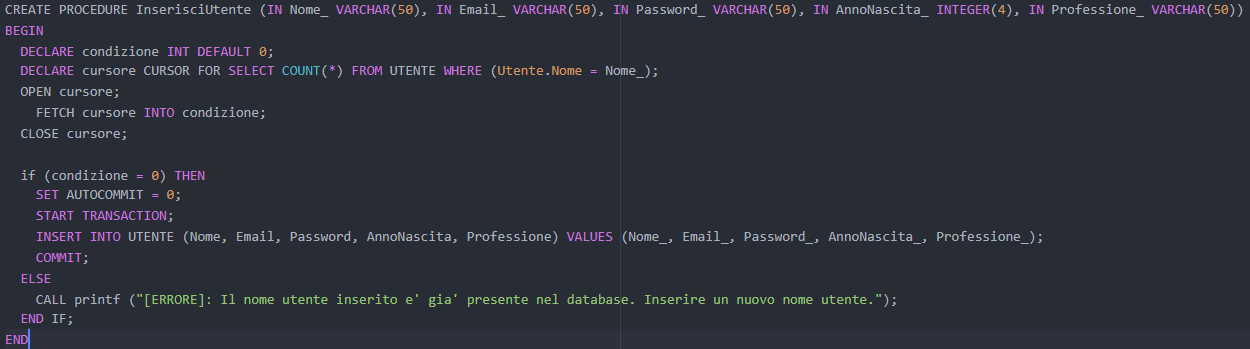 CREATE PROCEDURE InserisciUtente (IN Nome_ VARCHAR(50), IN Email_ VARCHAR(50), IN Password_ VARCHAR(50), IN AnnoNascita_ INTEGER(4), IN Professione_ VARCHAR(50))
BEGIN
  DECLARE condizione INT DEFAULT 0;
  DECLARE cursore CURSOR FOR SELECT COUNT(*) FROM UTENTE WHERE (Utente.Nome = Nome_);
  OPEN cursore;
    FETCH cursore INTO condizione;
  CLOSE cursore;

  if (condizione = 0) THEN
    SET AUTOCOMMIT = 0;
    START TRANSACTION;
    INSERT INTO UTENTE (Nome, Email, Password, AnnoNascita, Professione) VALUES (Nome_, Email_, Password_, AnnoNascita_, Professione_);
    COMMIT;
  ELSE
    CALL printf ("[ERRORE]: Il nome utente inserito e' gia' presente nel database. Inserire un nuovo nome utente.");
  END IF;
END